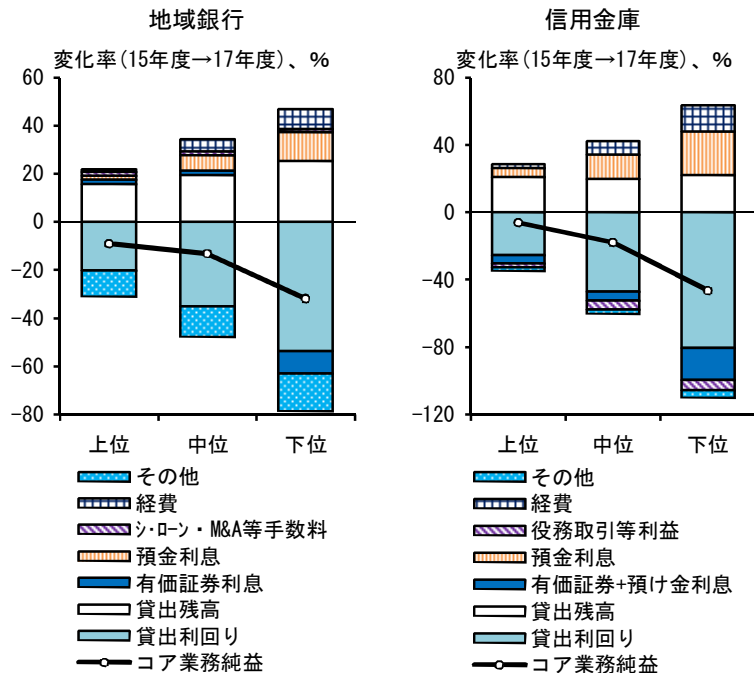 地域銀行
変化率(15年度→17年度)、%
60
40
20
0
-20
-40
-60
-80
上位
中位
下位
その他
経費
ｼ･ﾛｰﾝ・M&A等手数料
預金利息
有価証券利息
貸出残高
貸出利回り
コア業務純益
信用金庫
変化率(15年度→17年度)、%
80
40
0
-40
-80
-120
上位
中位
下位
その他
経費
役務取引等利益
預金利息
有価証券+預け金利息
貸出残高
貸出利回り
コア業務純益